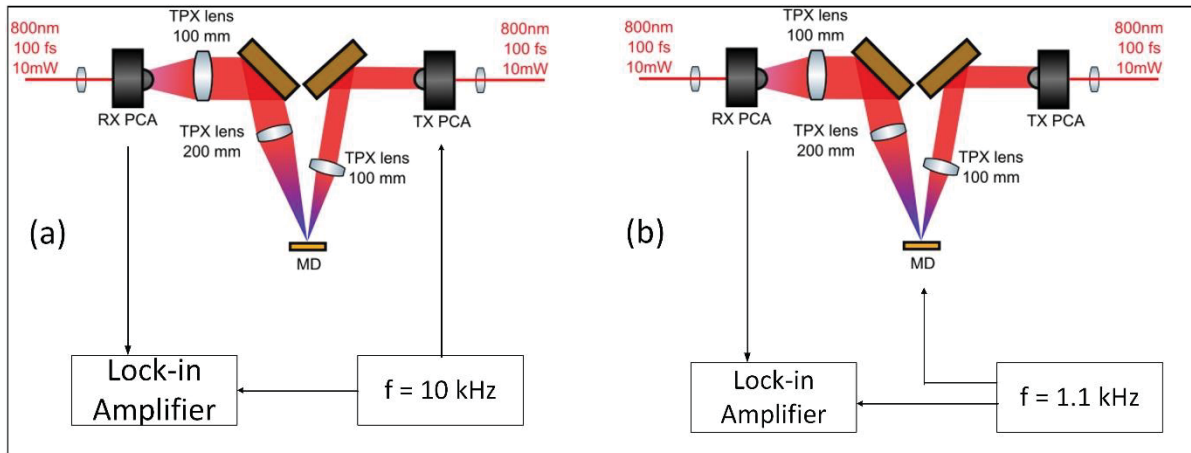 800nm
100 fs
10mW
TPX lens
100 mm
800nm
100 fs
10mW
RX PCA
TX PCA
TPX lens
200 mm
TPX lens
100 mm
(a)
MD
Lock-in
Amplifier
f = 10 kHz
800nm
100 fs
10mW
TPX lens
100 mm
800nm
100 fs
10mW
RX PCA
TX PCA
TPX lens
200 mm
TPX lens
100 mm
(b)
MD
Lock-in
Amplifier
f = 1.1 kHz